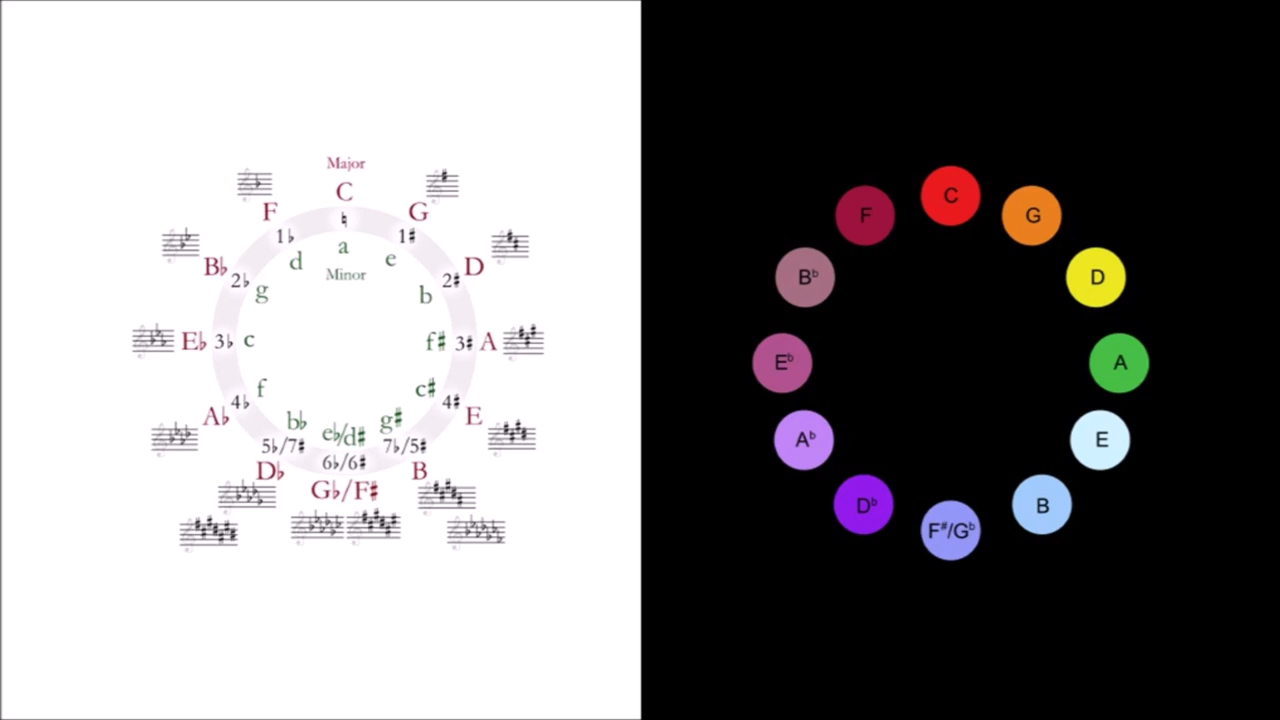 Major
C
F
G
♮
1♭
1♯
a
d
e
Minor
B♭
D
2♭
2♯
g
b
E♭
3♭
c
f♯
3♯
A
f
c♯
4♭
4♯
A♭
E
b♭
g♯
e♭/d♯
5♭/7♯
7♭/5♯
6♭/6♯
D♭
B
G♭/F♯
C
F
G
B♭
D
E♭
A
A♭
E
D♭
B
F♯/G♭